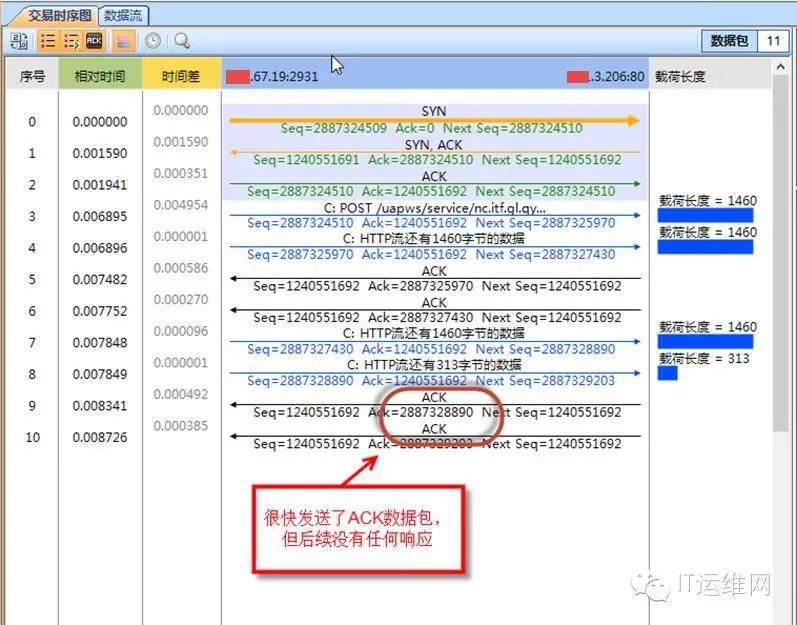 交易时序图 数据流
ACK 数据包 11
序号 相对时间 时间差 .67.19:2931 .3.206:80 载荷长度
0 0.000000 0.000000 SYN
Seq=2887324509 Ack=0 Next Seq=2887324510
1 0.001590 0.001590 SYN, ACK
Seq=1240551691 Ack=2887324510 Next Seq=1240551692
2 0.001941 0.000351 ACK
Seq=2887324510 Ack=1240551692 Next Seq=2887324510
3 0.006895 0.004954 C: POST /uapws/service/nc.itf.gl.qy... 载荷长度 = 1460
Seq=2887324510 Ack=1240551692 Next Seq=2887325970
4 0.006896 0.000001 C: HTTP流还有1460字节的数据 载荷长度 = 1460
Seq=2887325970 Ack=1240551692 Next Seq=2887327430
5 0.007482 0.000586 ACK
Seq=1240551692 Ack=2887325970 Next Seq=1240551692
6 0.007752 0.000270 ACK
Seq=1240551692 Ack=2887327430 Next Seq=1240551692
7 0.007848 0.000096 C: HTTP流还有1460字节的数据 载荷长度 = 1460
Seq=2887327430 Ack=1240551692 Next Seq=2887328890
8 0.007849 0.000001 C: HTTP流还有313字节的数据 载荷长度 = 313
Seq=2887328890 Ack=1240551692 Next Seq=2887329203
9 0.008341 0.000492 ACK
Seq=1240551692 Ack=2887328890 Next Seq=1240551692
10 0.008726 0.000385 ACK
Seq=1240551692 Ack=2887329203 Next Seq=1240551692
很快发送了ACK数据包，
但后续没有任何响应
IT运维网